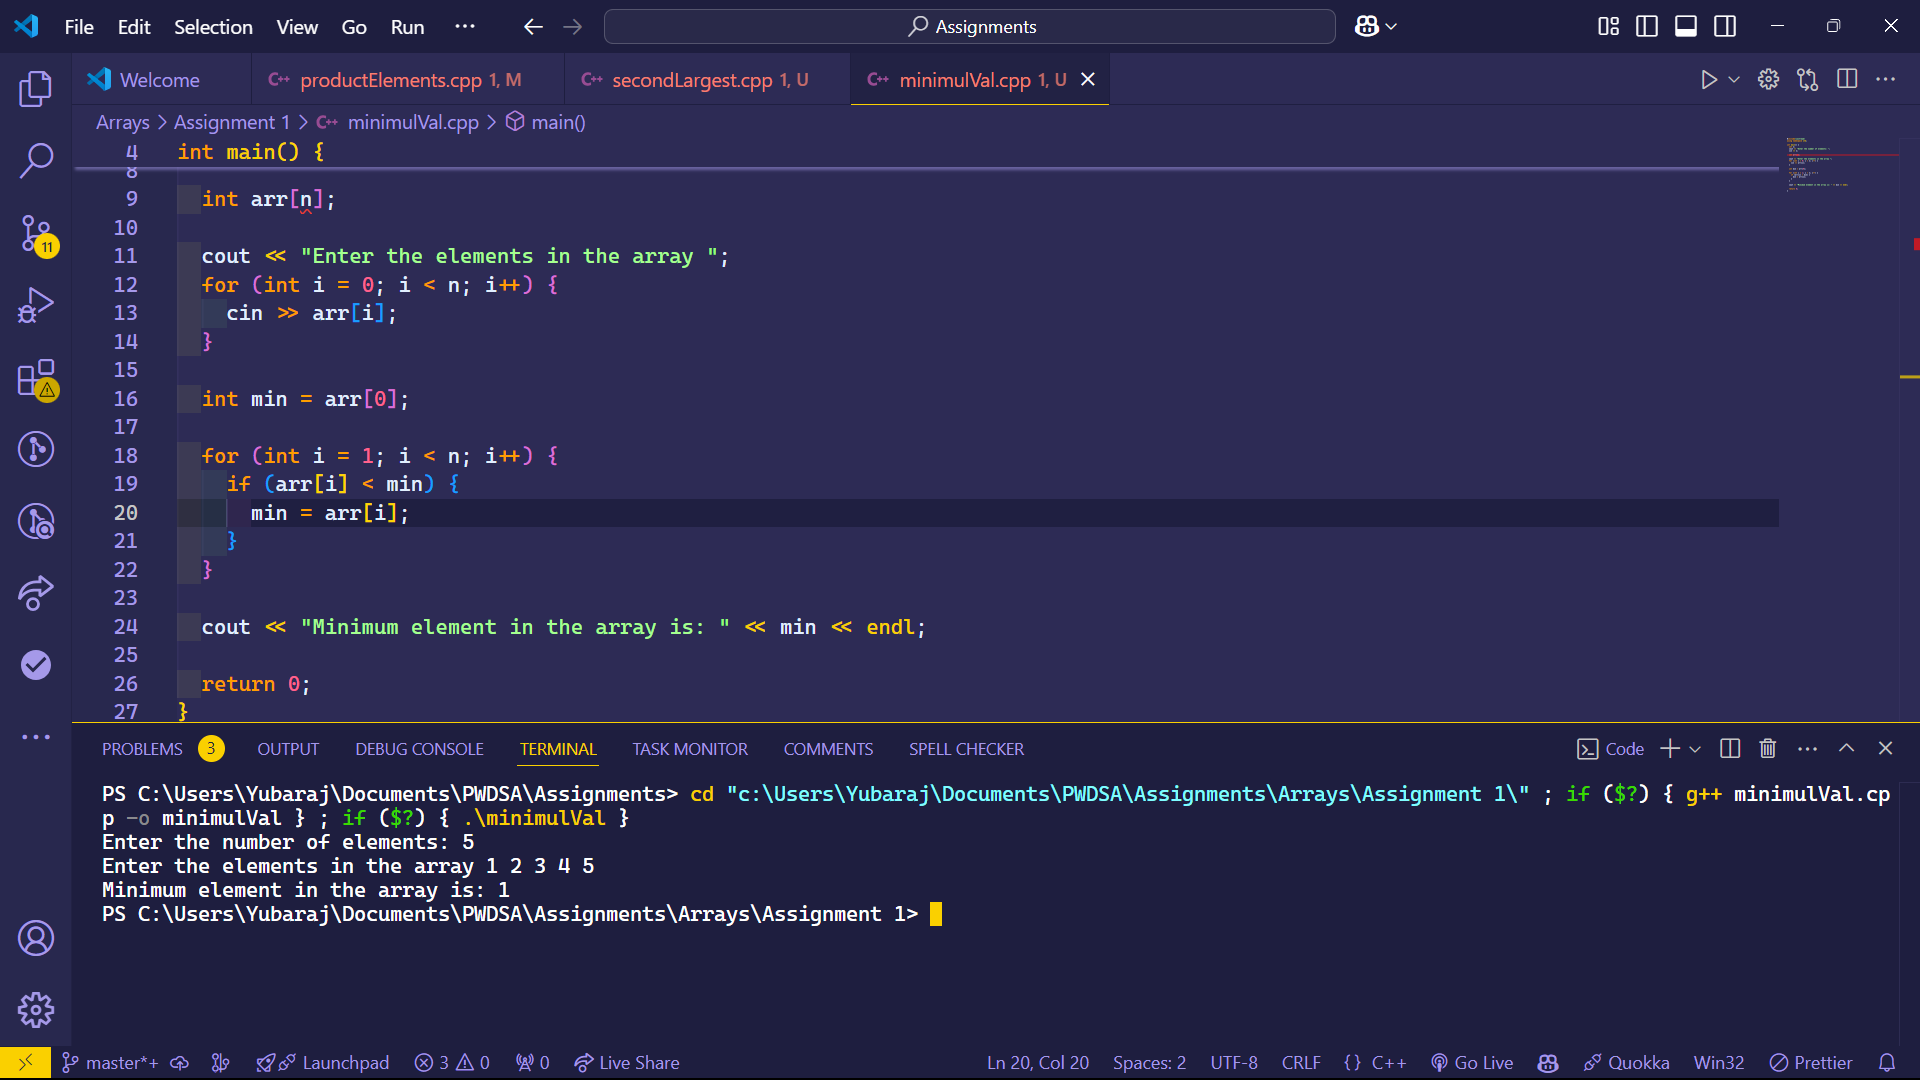 File Edit Selection View Go Run ··· Assignments
Welcome productElements.cpp 1, M secondLargest.cpp 1, U minimulVal.cpp 1, U
Arrays > Assignment 1 > minimulVal.cpp > main()
4 int main() {
8
9 int arr[n];
10
11 cout << "Enter the elements in the array ";
12 for (int i = 0; i < n; i++) {
13 cin >> arr[i];
14 }
15
16 int min = arr[0];
17
18 for (int i = 1; i < n; i++) {
19 if (arr[i] < min) {
20 min = arr[i];
21 }
22 }
23
24 cout << "Minimum element in the array is: " << min << endl;
25
26 return 0;
27 }
11
PROBLEMS 3 OUTPUT DEBUG CONSOLE TERMINAL TASK MONITOR COMMENTS SPELL CHECKER Code
PS C:\Users\Yubaraj\Documents\PWDSA\Assignments> cd "c:\Users\Yubaraj\Documents\PWDSA\Assignments\Arrays\Assignment 1\" ; if ($?) { g++ minimulVal.cp
p -o minimulVal } ; if ($?) { .\minimulVal }
Enter the number of elements: 5
Enter the elements in the array 1 2 3 4 5
Minimum element in the array is: 1
PS C:\Users\Yubaraj\Documents\PWDSA\Assignments\Arrays\Assignment 1>
master*+ Launchpad 3 0 0 Live Share Ln 20, Col 20 Spaces: 2 UTF-8 CRLF {} C++ Go Live Quokka Win32 Prettier